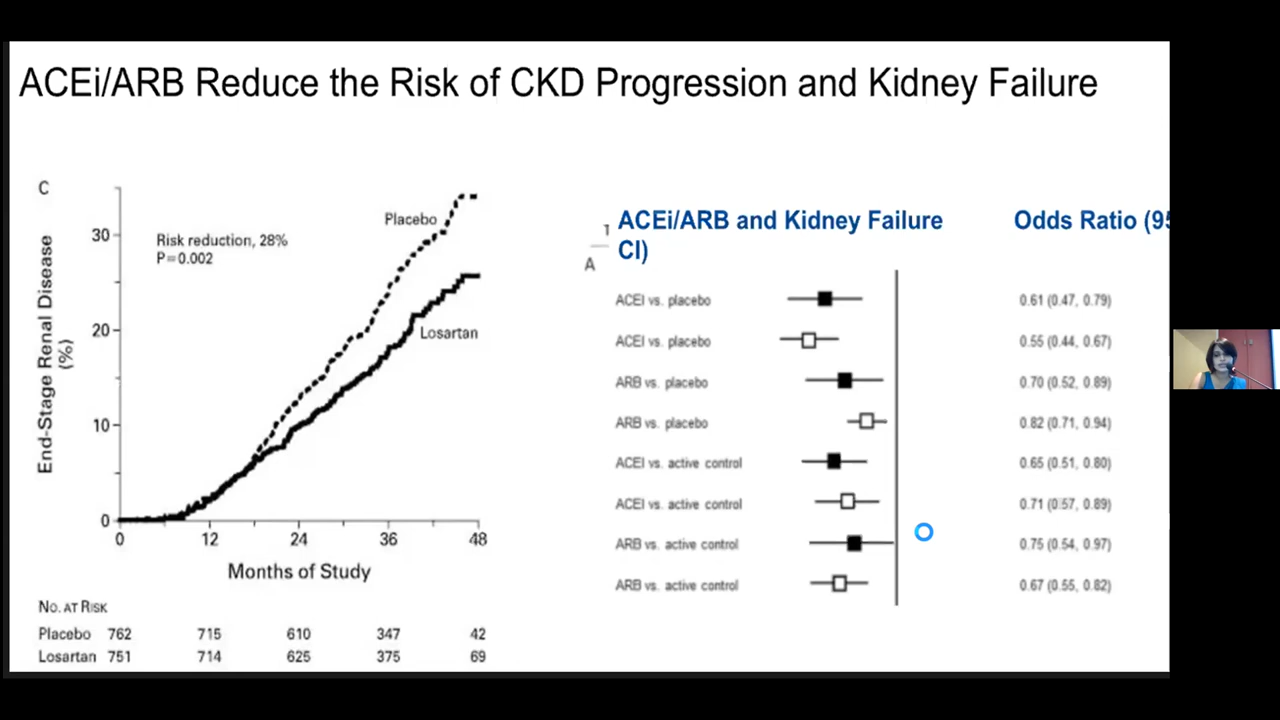 ACEi/ARB Reduce the Risk of CKD Progression and Kidney Failure
C
End-Stage Renal Disease
(%)
30
20
10
0
Risk reduction, 28%
P=0.002
Placebo
Losartan
0 12 24 36 48
Months of Study
NO. AT RISK
Placebo 762 715 610 347 42
Losartan 751 714 625 375 69
A
ACEi/ARB and Kidney Failure Odds Ratio (95
CI)
ACEI vs. placebo 0.61 (0.47, 0.79)
ACEI vs. placebo 0.55 (0.44, 0.67)
ARB vs. placebo 0.70 (0.52, 0.89)
ARB vs. placebo 0.82 (0.71, 0.94)
ACEI vs. active control 0.65 (0.51, 0.80)
ACEI vs. active control 0.71 (0.57, 0.89)
ARB vs. active control 0.75 (0.54, 0.97)
ARB vs. active control 0.67 (0.55, 0.82)